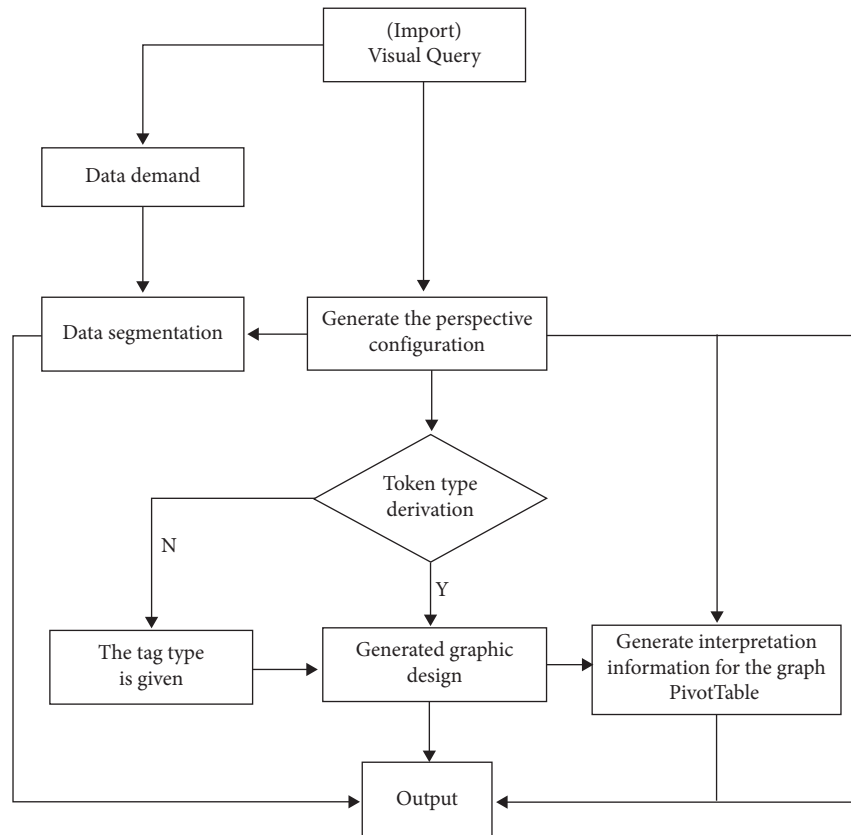 (Import)
Visual Query
Data demand
Data segmentation
Generate the perspective
configuration
Token type
derivation
N
Y
The tag type
is given
Generated graphic
design
Generate interpretation
information for the graph
PivotTable
Output